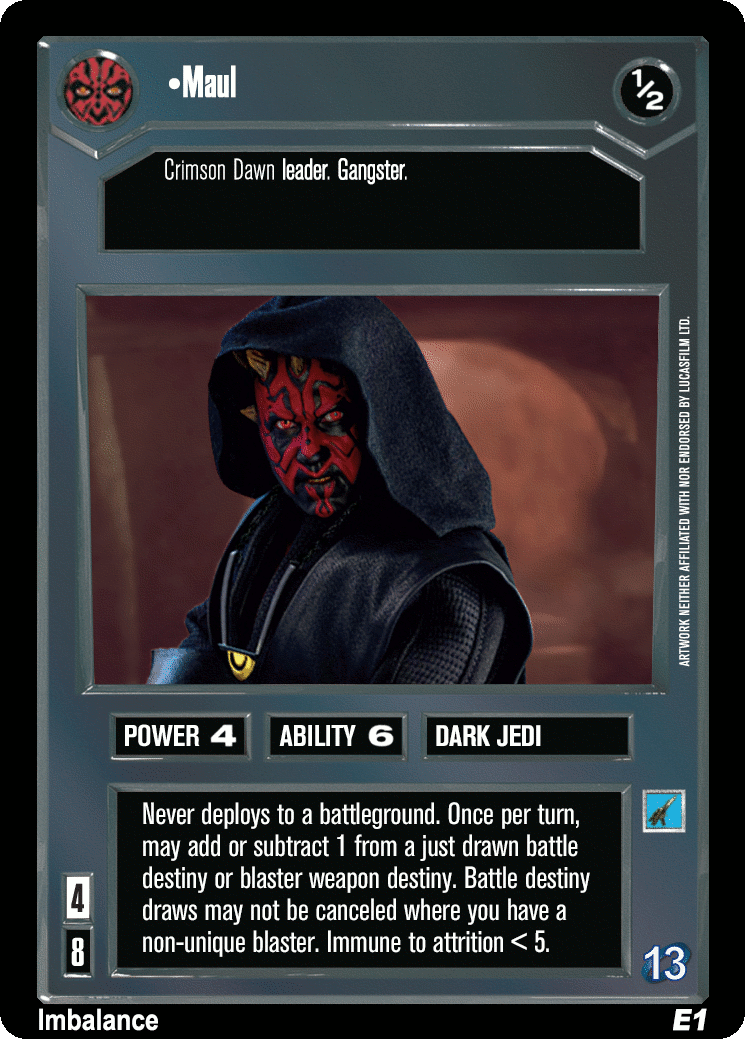 •Maul
1/2
Crimson Dawn leader. Gangster.
ARTWORK NEITHER AFFILIATED WITH NOR ENDORSED BY LUCASFILM LTD.
POWER 4
ABILITY 6
DARK JEDI
Never deploys to a battleground. Once per turn,
may add or subtract 1 from a just drawn battle
destiny or blaster weapon destiny. Battle destiny
draws may not be canceled where you have a
non-unique blaster. Immune to attrition < 5.
4
8
13
Imbalance
E1